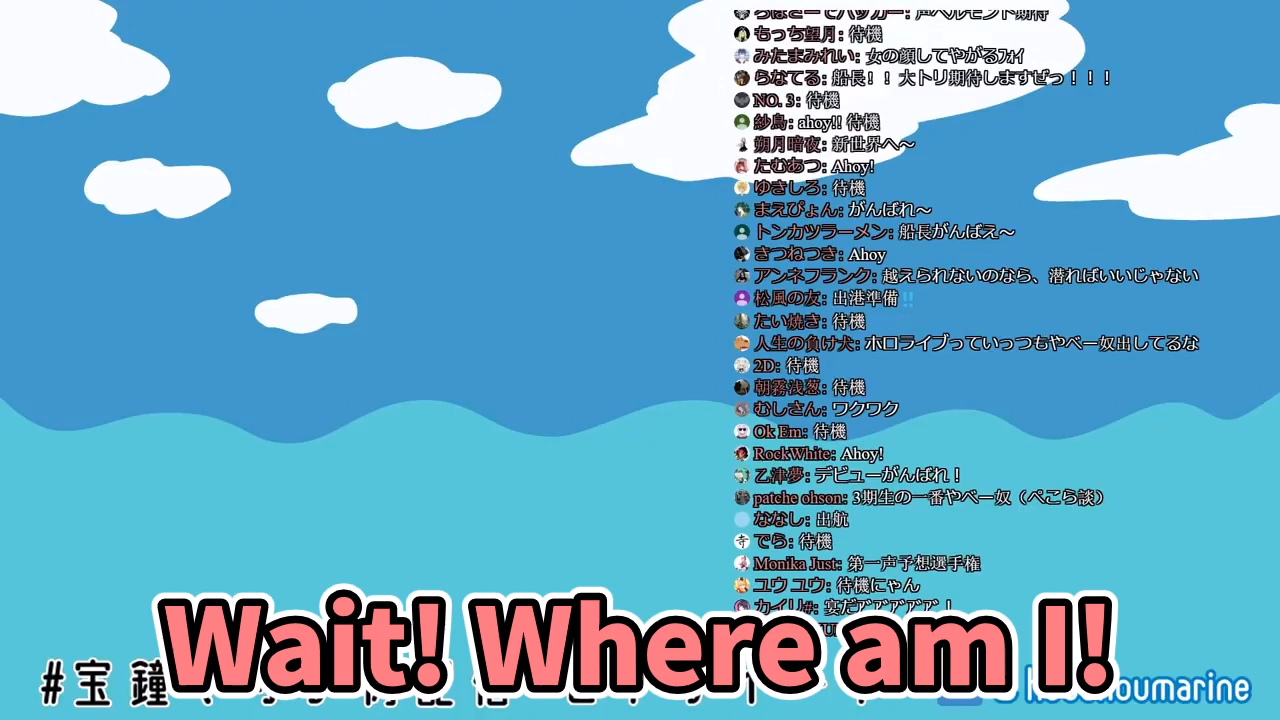 もっち望月: 待機
みたまみれい: 女の顔してやがるﾌｫｲ
らなてる: 船長！！大トリ期待しますぜっ！！！
NO. 3: 待機
紗鳥: ahoy!! 待機
朔月暗夜: 新世界へ～
たむあつ: Ahoy!
ゆきしろ: 待機
まえぴょん: がんばれ～
トンカツラーメン: 船長がんばえ～
きつねつき: Ahoy
アンネフランク: 越えられないのなら、潜ればいいじゃない
松風の友: 出港準備‼
たい焼き: 待機
人生の負け犬: ホロライブっていっつもやべー奴出してるな
2D: 待機
朝霧浅葱: 待機
むしさん: ワクワク
Ok Em: 待機
RockWhite: Ahoy!
乙津夢: デビューがんばれ！
patche ohson: 3期生の一番やべー奴（ぺこら談）
ななし: 出航
でら: 待機
Monika Just: 第一声予想選手権
ユウ ユウ: 待機にゃん
Wait! Where am I!
#宝鐘